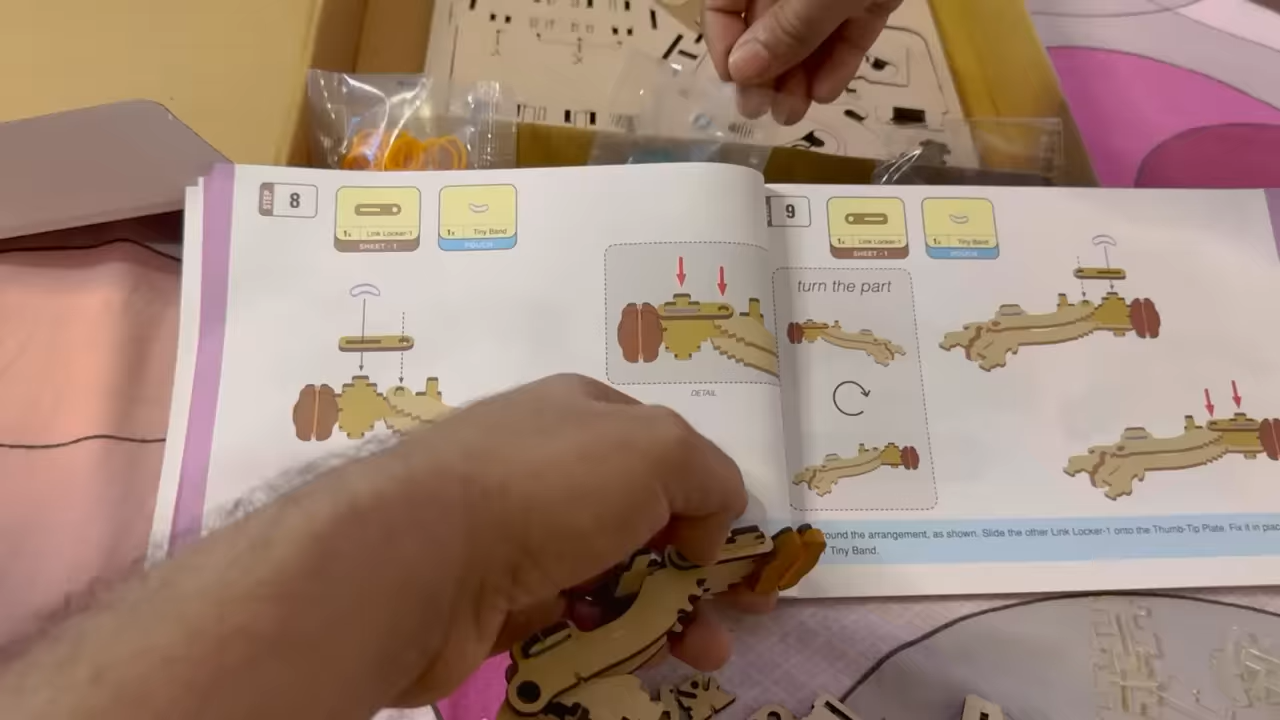 STEP
8
1x Link Locker-1
SHEET - 1
1x Tiny Band
POUCH
DETAIL
9
1x Link Locker-1
SHEET - 1
1x Tiny Band
POUCH
turn the part
round the arrangement, as shown. Slide the other Link Locker-1 onto the Thumb-Tip Plate. Fix it in plac
Tiny Band.